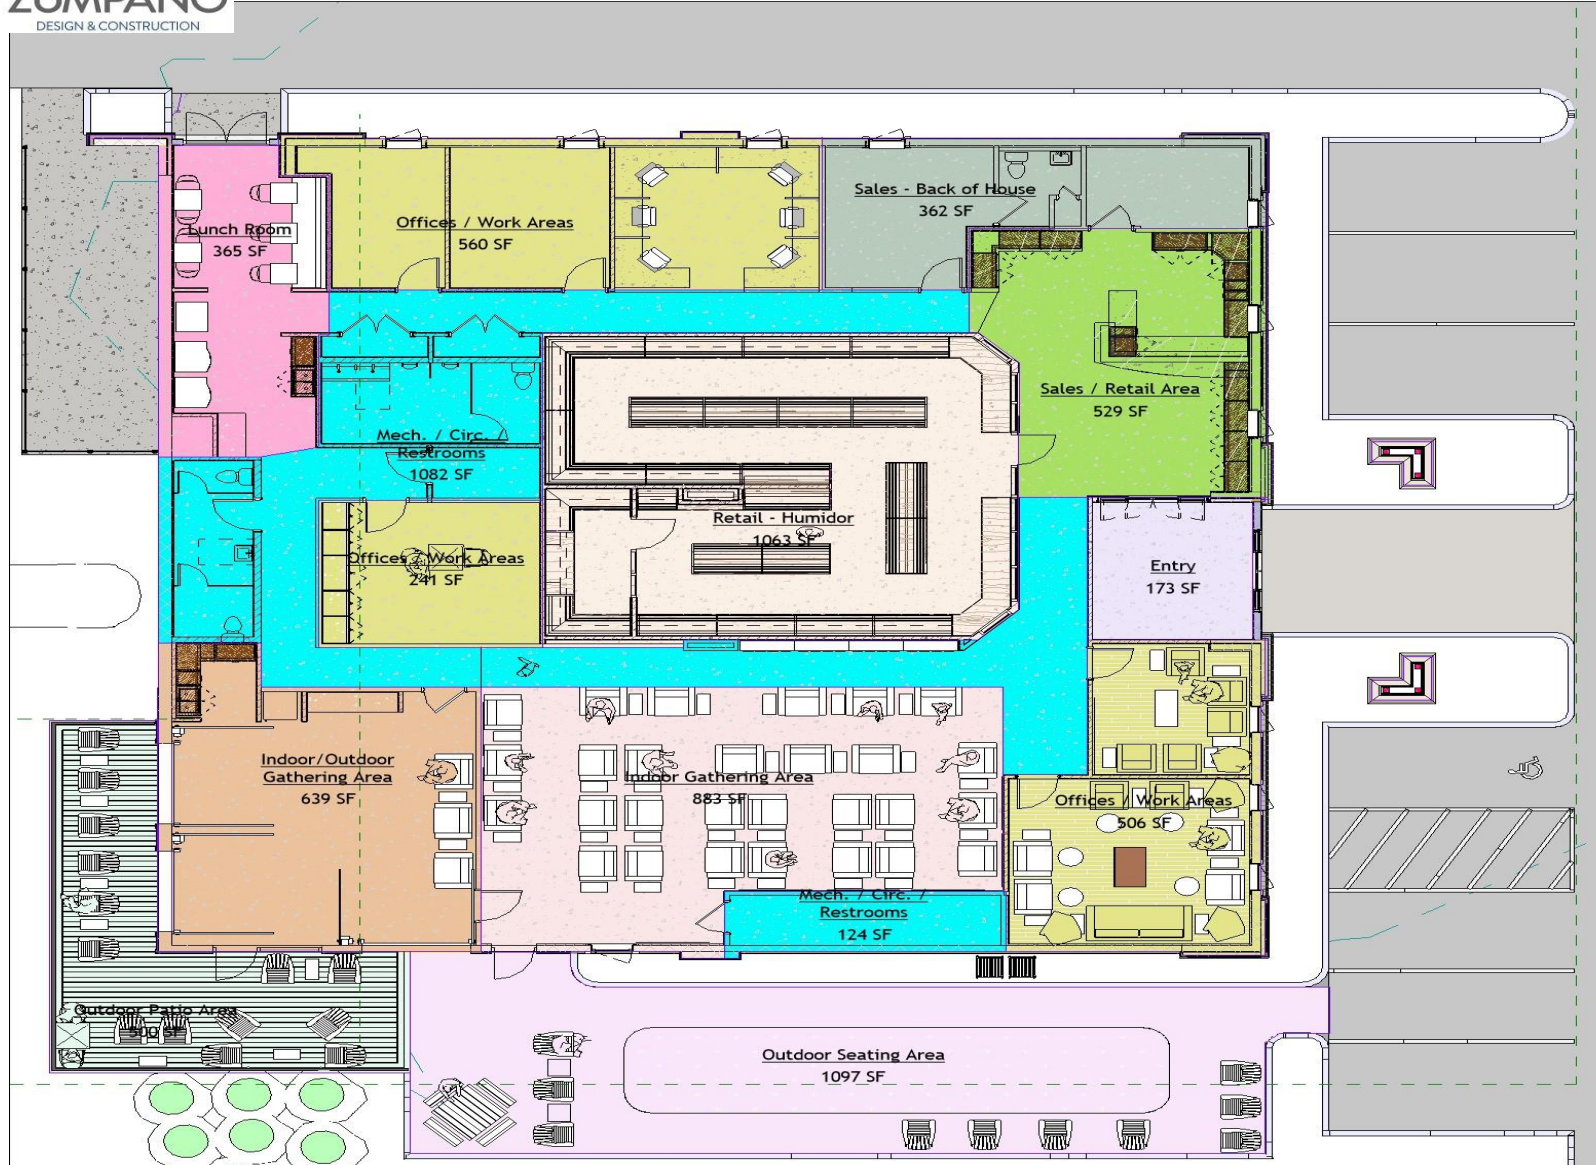 ZUMPANO
DESIGN & CONSTRUCTION
Lunch Room
365 SF
Offices / Work Areas
560 SF
Sales - Back of House
362 SF
Sales / Retail Area
529 SF
Mech. / Circ. /
Restrooms
1082 SF
Retail - Humidor
1063 SF
Offices / Work Areas
241 SF
Entry
173 SF
Indoor/Outdoor
Gathering Area
639 SF
Indoor Gathering Area
883 SF
Offices / Work Areas
506 SF
Mech. / Circ. /
Restrooms
124 SF
Outdoor Patio Area
500 SF
Outdoor Seating Area
1097 SF